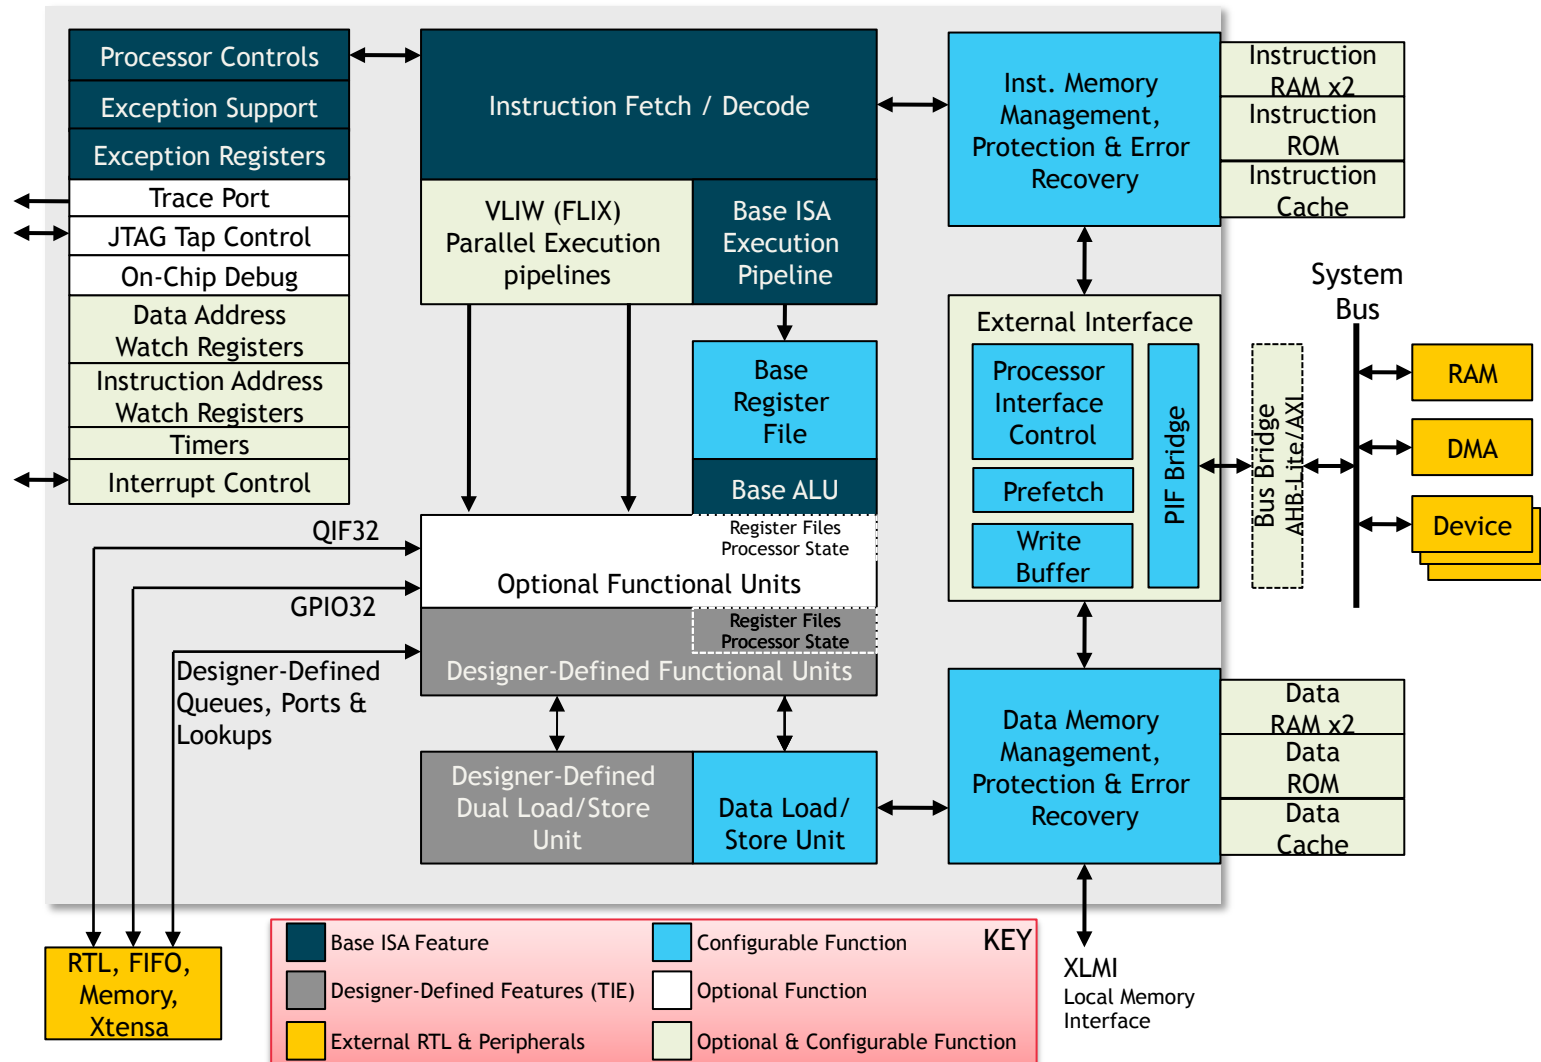 Processor Controls
Exception Support
Exception Registers
Trace Port
JTAG Tap Control
On-Chip Debug
Data Address
Watch Registers
Instruction Address
Watch Registers
Timers
Interrupt Control
Instruction Fetch / Decode
VLIW (FLIX)
Parallel Execution
pipelines
Base ISA
Execution
Pipeline
Base
Register
File
Base ALU
Register Files
Processor State
Optional Functional Units
Register Files
Processor State
Designer-Defined Functional Units
Designer-Defined
Dual Load/Store
Unit
Data Load/
Store Unit
QIF32
GPIO32
Designer-Defined
Queues, Ports &
Lookups
RTL, FIFO,
Memory,
Xtensa
Inst. Memory
Management,
Protection & Error
Recovery
Instruction
RAM x2
Instruction
ROM
Instruction
Cache
External Interface
Processor
Interface
Control
Prefetch
Write
Buffer
PIF Bridge
Bus Bridge
AHB-Lite/AXI
System
Bus
RAM
DMA
Device
Data Memory
Management,
Protection & Error
Recovery
Data
RAM x2
Data
ROM
Data
Cache
XLMI
Local Memory
Interface
KEY
Base ISA Feature
Configurable Function
Designer-Defined Features (TIE)
Optional Function
External RTL & Peripherals
Optional & Configurable Function